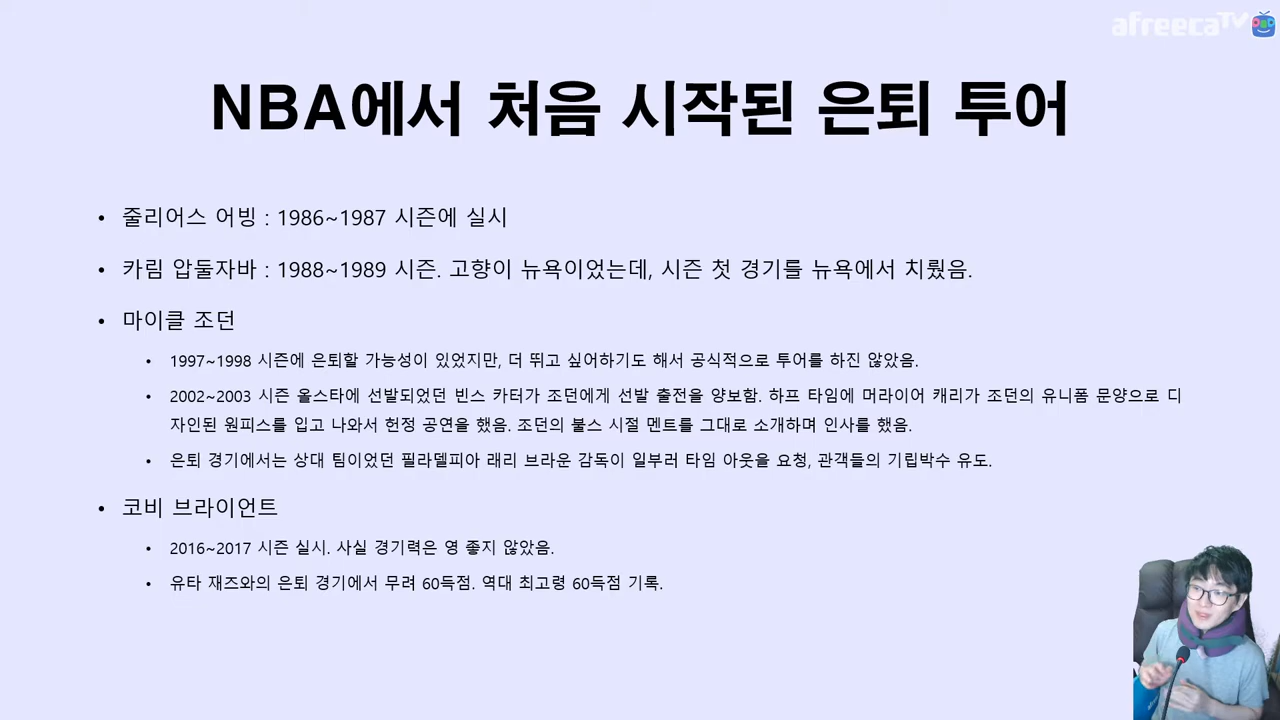 afreecaTV
NBA에서 처음 시작된 은퇴 투어
• 줄리어스 어빙 : 1986~1987 시즌에 실시
• 카림 압둘자바 : 1988~1989 시즌. 고향이 뉴욕이었는데, 시즌 첫 경기를 뉴욕에서 치뤘음.
• 마이클 조던
• 1997~1998 시즌에 은퇴할 가능성이 있었지만, 더 뛰고 싶어하기도 해서 공식적으로 투어를 하진 않았음.
• 2002~2003 시즌 올스타에 선발되었던 빈스 카터가 조던에게 선발 출전을 양보함. 하프 타임에 머라이어 캐리가 조던의 유니폼 문양으로 디
자인된 원피스를 입고 나와서 헌정 공연을 했음. 조던의 불스 시절 멘트를 그대로 소개하며 인사를 했음.
• 은퇴 경기에서는 상대 팀이었던 필라델피아 래리 브라운 감독이 일부러 타임 아웃을 요청, 관객들의 기립박수 유도.
• 코비 브라이언트
• 2016~2017 시즌 실시. 사실 경기력은 영 좋지 않았음.
• 유타 재즈와의 은퇴 경기에서 무려 60득점. 역대 최고령 60득점 기록.